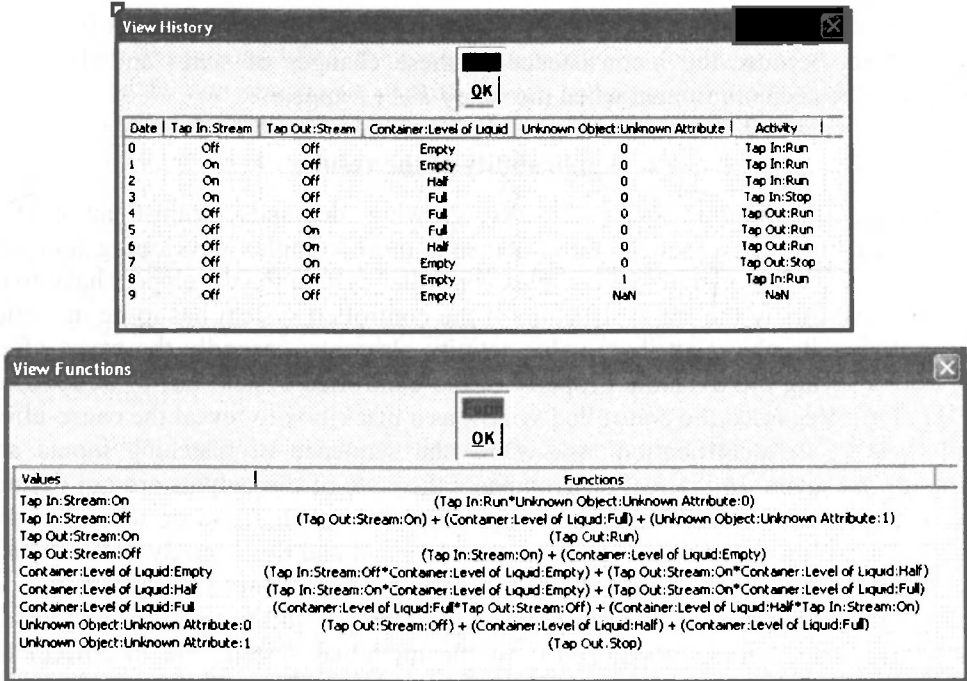 View History
OK
Date Tap In:Stream Tap Out:Stream Container:Level of Liquid Unknown Object:Unknown Attribute Activity
0 Off Off Empty 0 Tap In:Run
1 On Off Empty 0 Tap In:Run
2 On Off Half 0 Tap In:Run
3 On Off Full 0 Tap In:Stop
4 Off Off Full 0 Tap Out:Run
5 Off On Full 0 Tap Out:Run
6 Off On Half 0 Tap Out:Run
7 Off On Empty 0 Tap Out:Stop
8 Off Off Empty 1 Tap In:Run
9 Off Off Empty NaN NaN
View Functions
OK
Values Functions
Tap In:Stream:On (Tap In:Run*Unknown Object:Unknown Attribute:0)
Tap In:Stream:Off (Tap Out:Stream:On) + (Container:Level of Liquid:Full) + (Unknown Object:Unknown Attribute:1)
Tap Out:Stream:On (Tap Out:Run)
Tap Out:Stream:Off (Tap In:Stream:On) + (Container:Level of Liquid:Empty)
Container:Level of Liquid:Empty (Tap In:Stream:Off*Container:Level of Liquid:Empty) + (Tap Out:Stream:On*Container:Level of Liquid:Half)
Container:Level of Liquid:Half (Tap In:Stream:On*Container:Level of Liquid:Empty) + (Tap Out:Stream:On*Container:Level of Liquid:Full)
Container:Level of Liquid:Full (Container:Level of Liquid:Full*Tap Out:Stream:Off) + (Container:Level of Liquid:Half*Tap In:Stream:On)
Unknown Object:Unknown Attribute:0 (Tap Out:Stream:Off) + (Container:Level of Liquid:Half) + (Container:Level of Liquid:Full)
Unknown Object:Unknown Attribute:1 (Tap Out:Stop)